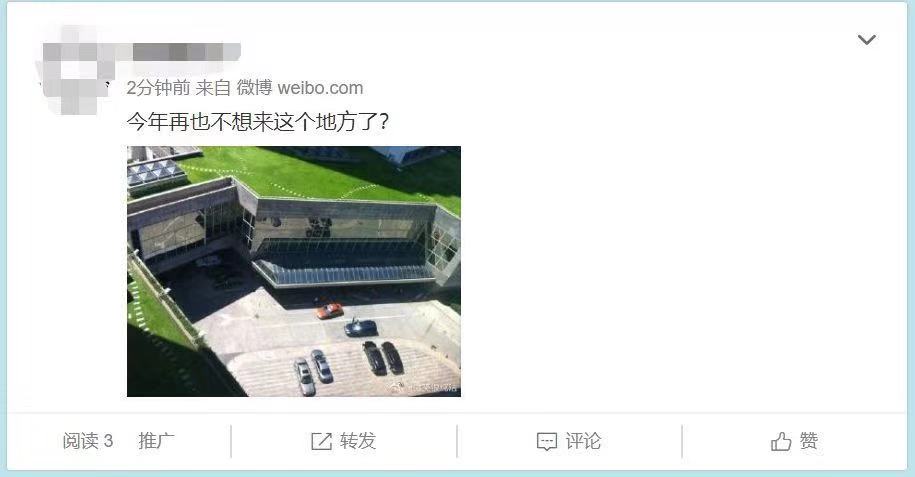 2分钟前 来自 微博 weibo.com
今年再也不想来这个地方了?
阅读 3 推广 转发 评论 赞